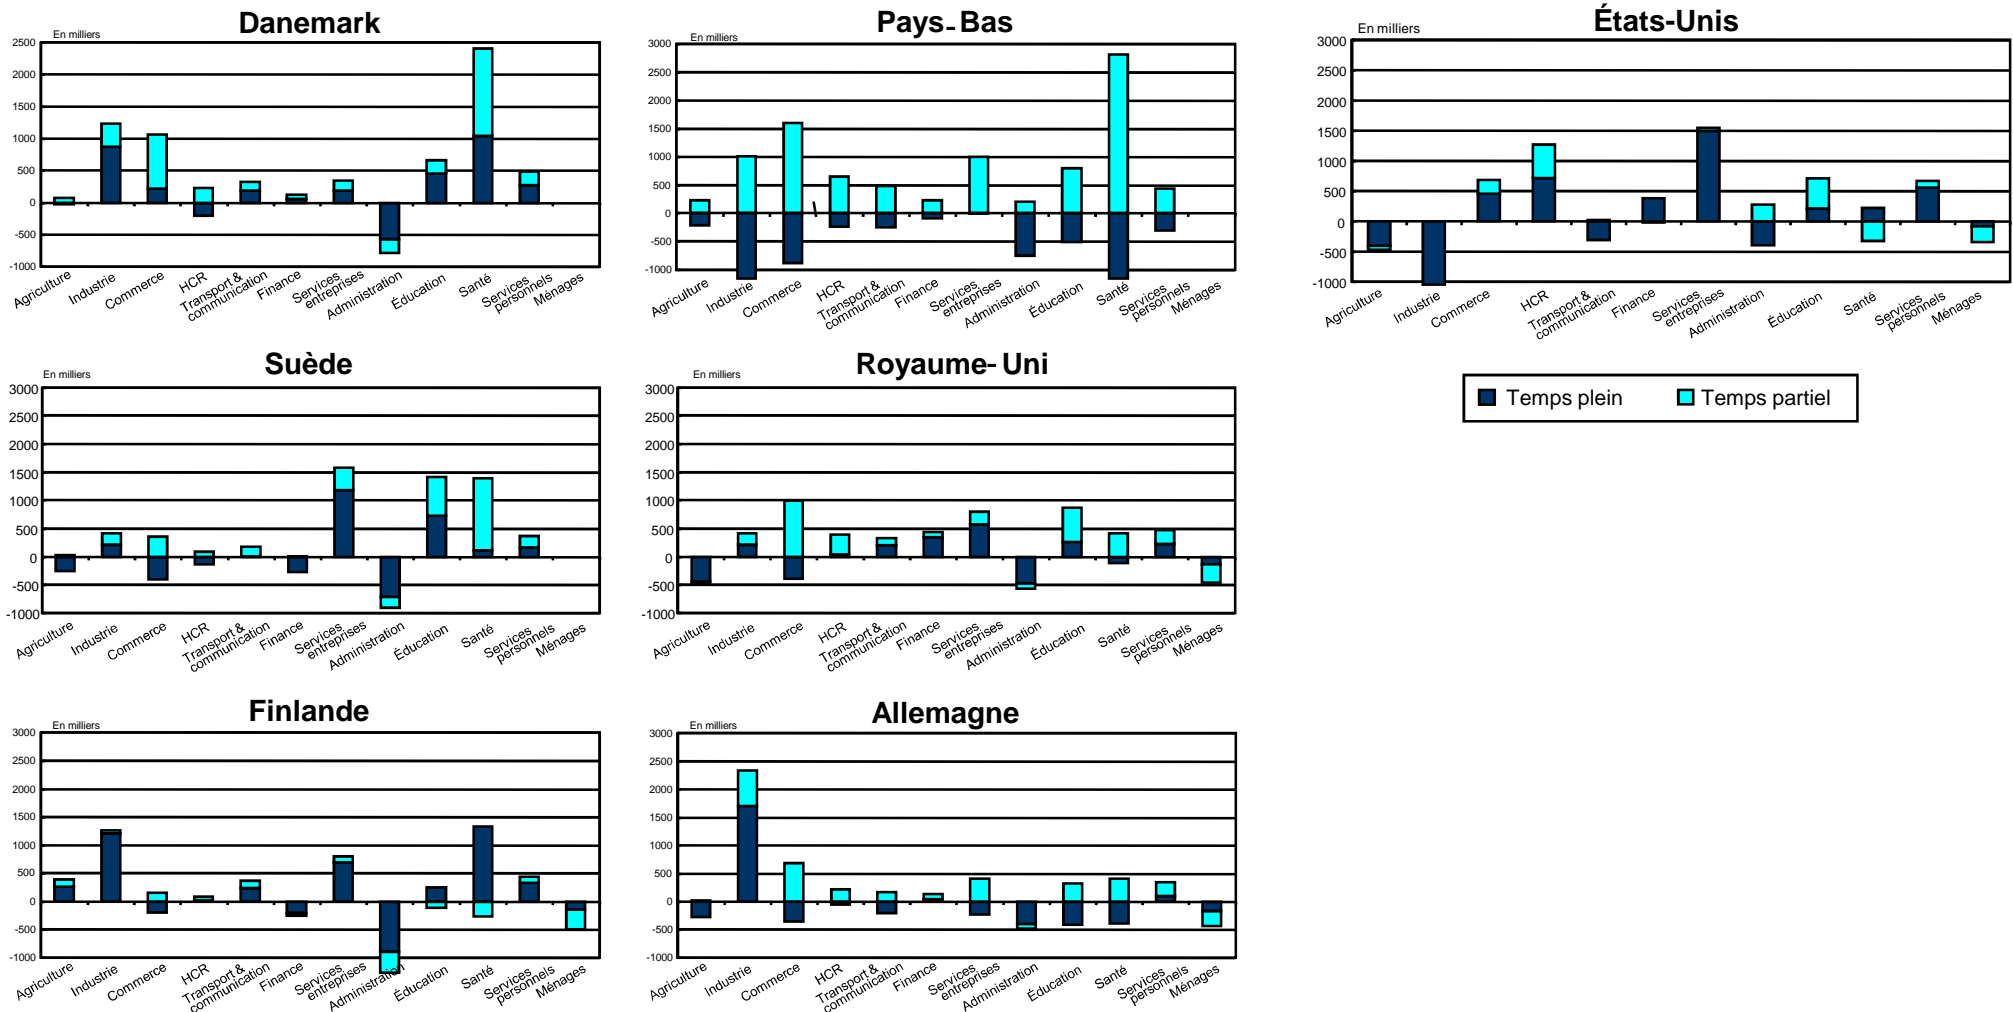 Danemark
En milliers
2500
2000
1500
1000
500
0
-500
-1000
Agriculture
Industrie
Commerce
HCR
Transport &
communication
Finance
Services
entreprises
Administration
Éducation
Santé
Services
personnels
Ménages
Pays-Bas
En milliers
3000
2500
2000
1500
1000
500
0
-500
-1000
Agriculture
Industrie
Commerce
HCR
Transport &
communication
Finance
Services
entreprises
Administration
Éducation
Santé
Services
personnels
Ménages
États-Unis
En milliers
3000
2500
2000
1500
1000
500
0
-500
-1000
Agriculture
Industrie
Commerce
HCR
Transport &
communication
Finance
Services
entreprises
Administration
Éducation
Santé
Services
personnels
Ménages
Temps plein
Temps partiel
Suède
En milliers
3000
2500
2000
1500
1000
500
0
-500
-1000
Agriculture
Industrie
Commerce
HCR
Transport &
communication
Finance
Services
entreprises
Administration
Éducation
Santé
Services
personnels
Ménages
Royaume-Uni
En milliers
3000
2500
2000
1500
1000
500
0
-500
-1000
Agriculture
Industrie
Commerce
HCR
Transport &
communication
Finance
Services
entreprises
Administration
Éducation
Santé
Services
personnels
Ménages
Finlande
En milliers
3000
2500
2000
1500
1000
500
0
-500
-1000
Agriculture
Industrie
Commerce
HCR
Transport &
communication
Finance
Services
entreprises
Administration
Éducation
Santé
Services
personnels
Ménages
Allemagne
En milliers
3000
2500
2000
1500
1000
500
0
-500
-1000
Agriculture
Industrie
Commerce
HCR
Transport &
communication
Finance
Services
entreprises
Administration
Éducation
Santé
Services
personnels
Ménages